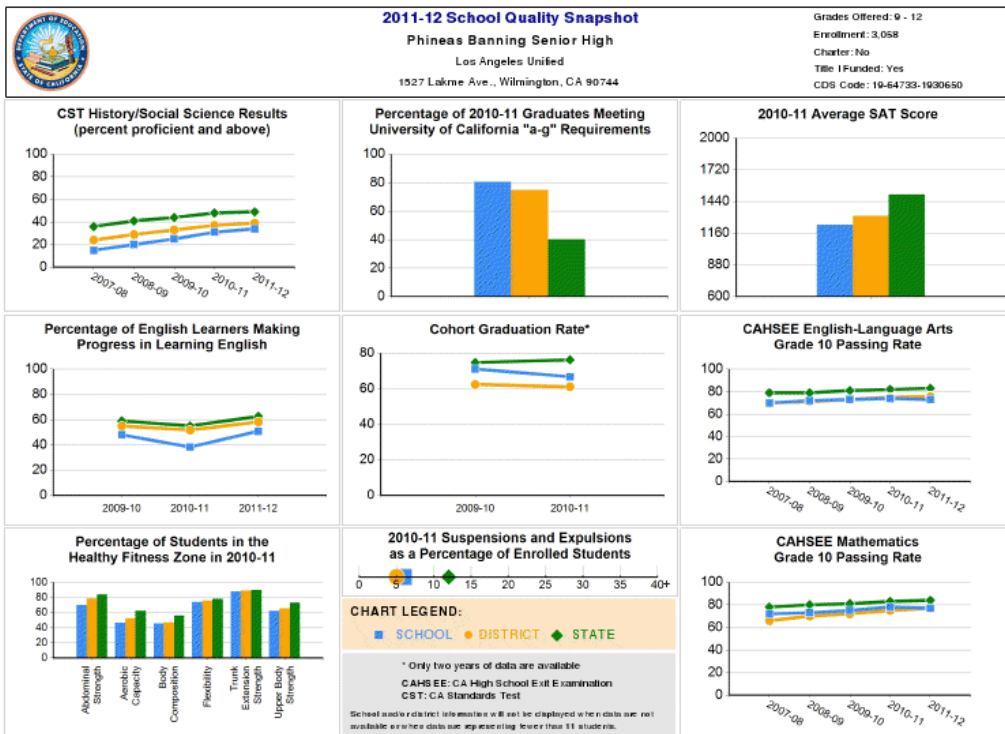 2011-12 School Quality Snapshot
Phineas Banning Senior High
Los Angeles Unified
1527 Lakme Ave., Wilmington, CA 90744
Grades Offered: 9 - 12
Enrollment: 3,058
Charter: No
Title I Funded: Yes
CDS Code: 19-64733-1930650
DEPARTMENT OF EDUCATION
STATE OF CALIFORNIA
CST History/Social Science Results
(percent proficient and above)
100
80
60
40
20
0
2007-08
2008-09
2009-10
2010-11
2011-12
Percentage of 2010-11 Graduates Meeting
University of California "a-g" Requirements
100
80
60
40
20
0
2010-11 Average SAT Score
2000
1720
1440
1160
880
600
Percentage of English Learners Making
Progress in Learning English
100
80
60
40
20
0
2009-10
2010-11
2011-12
Cohort Graduation Rate*
80
60
40
20
0
2009-10
2010-11
CAHSEE English-Language Arts
Grade 10 Passing Rate
100
80
60
40
20
0
2007-08
2008-09
2009-10
2010-11
2011-12
Percentage of Students in the
Healthy Fitness Zone in 2010-11
100
80
60
40
20
0
Abdominal
Strength
Aerobic
Capacity
Body
Composition
Flexibility
Trunk
Extension
Strength
Upper Body
Strength
2010-11 Suspensions and Expulsions
as a Percentage of Enrolled Students
0 5 10 15 20 25 30 35 40+
CHART LEGEND:
SCHOOL DISTRICT STATE
* Only two years of data are available
CAHSEE: CA High School Exit Examination
CST: CA Standards Test
School and/or district information will not be displayed when data are not
available or when data are representing fewer than 11 students.
CAHSEE Mathematics
Grade 10 Passing Rate
100
80
60
40
20
0
2007-08
2008-09
2009-10
2010-11
2011-12